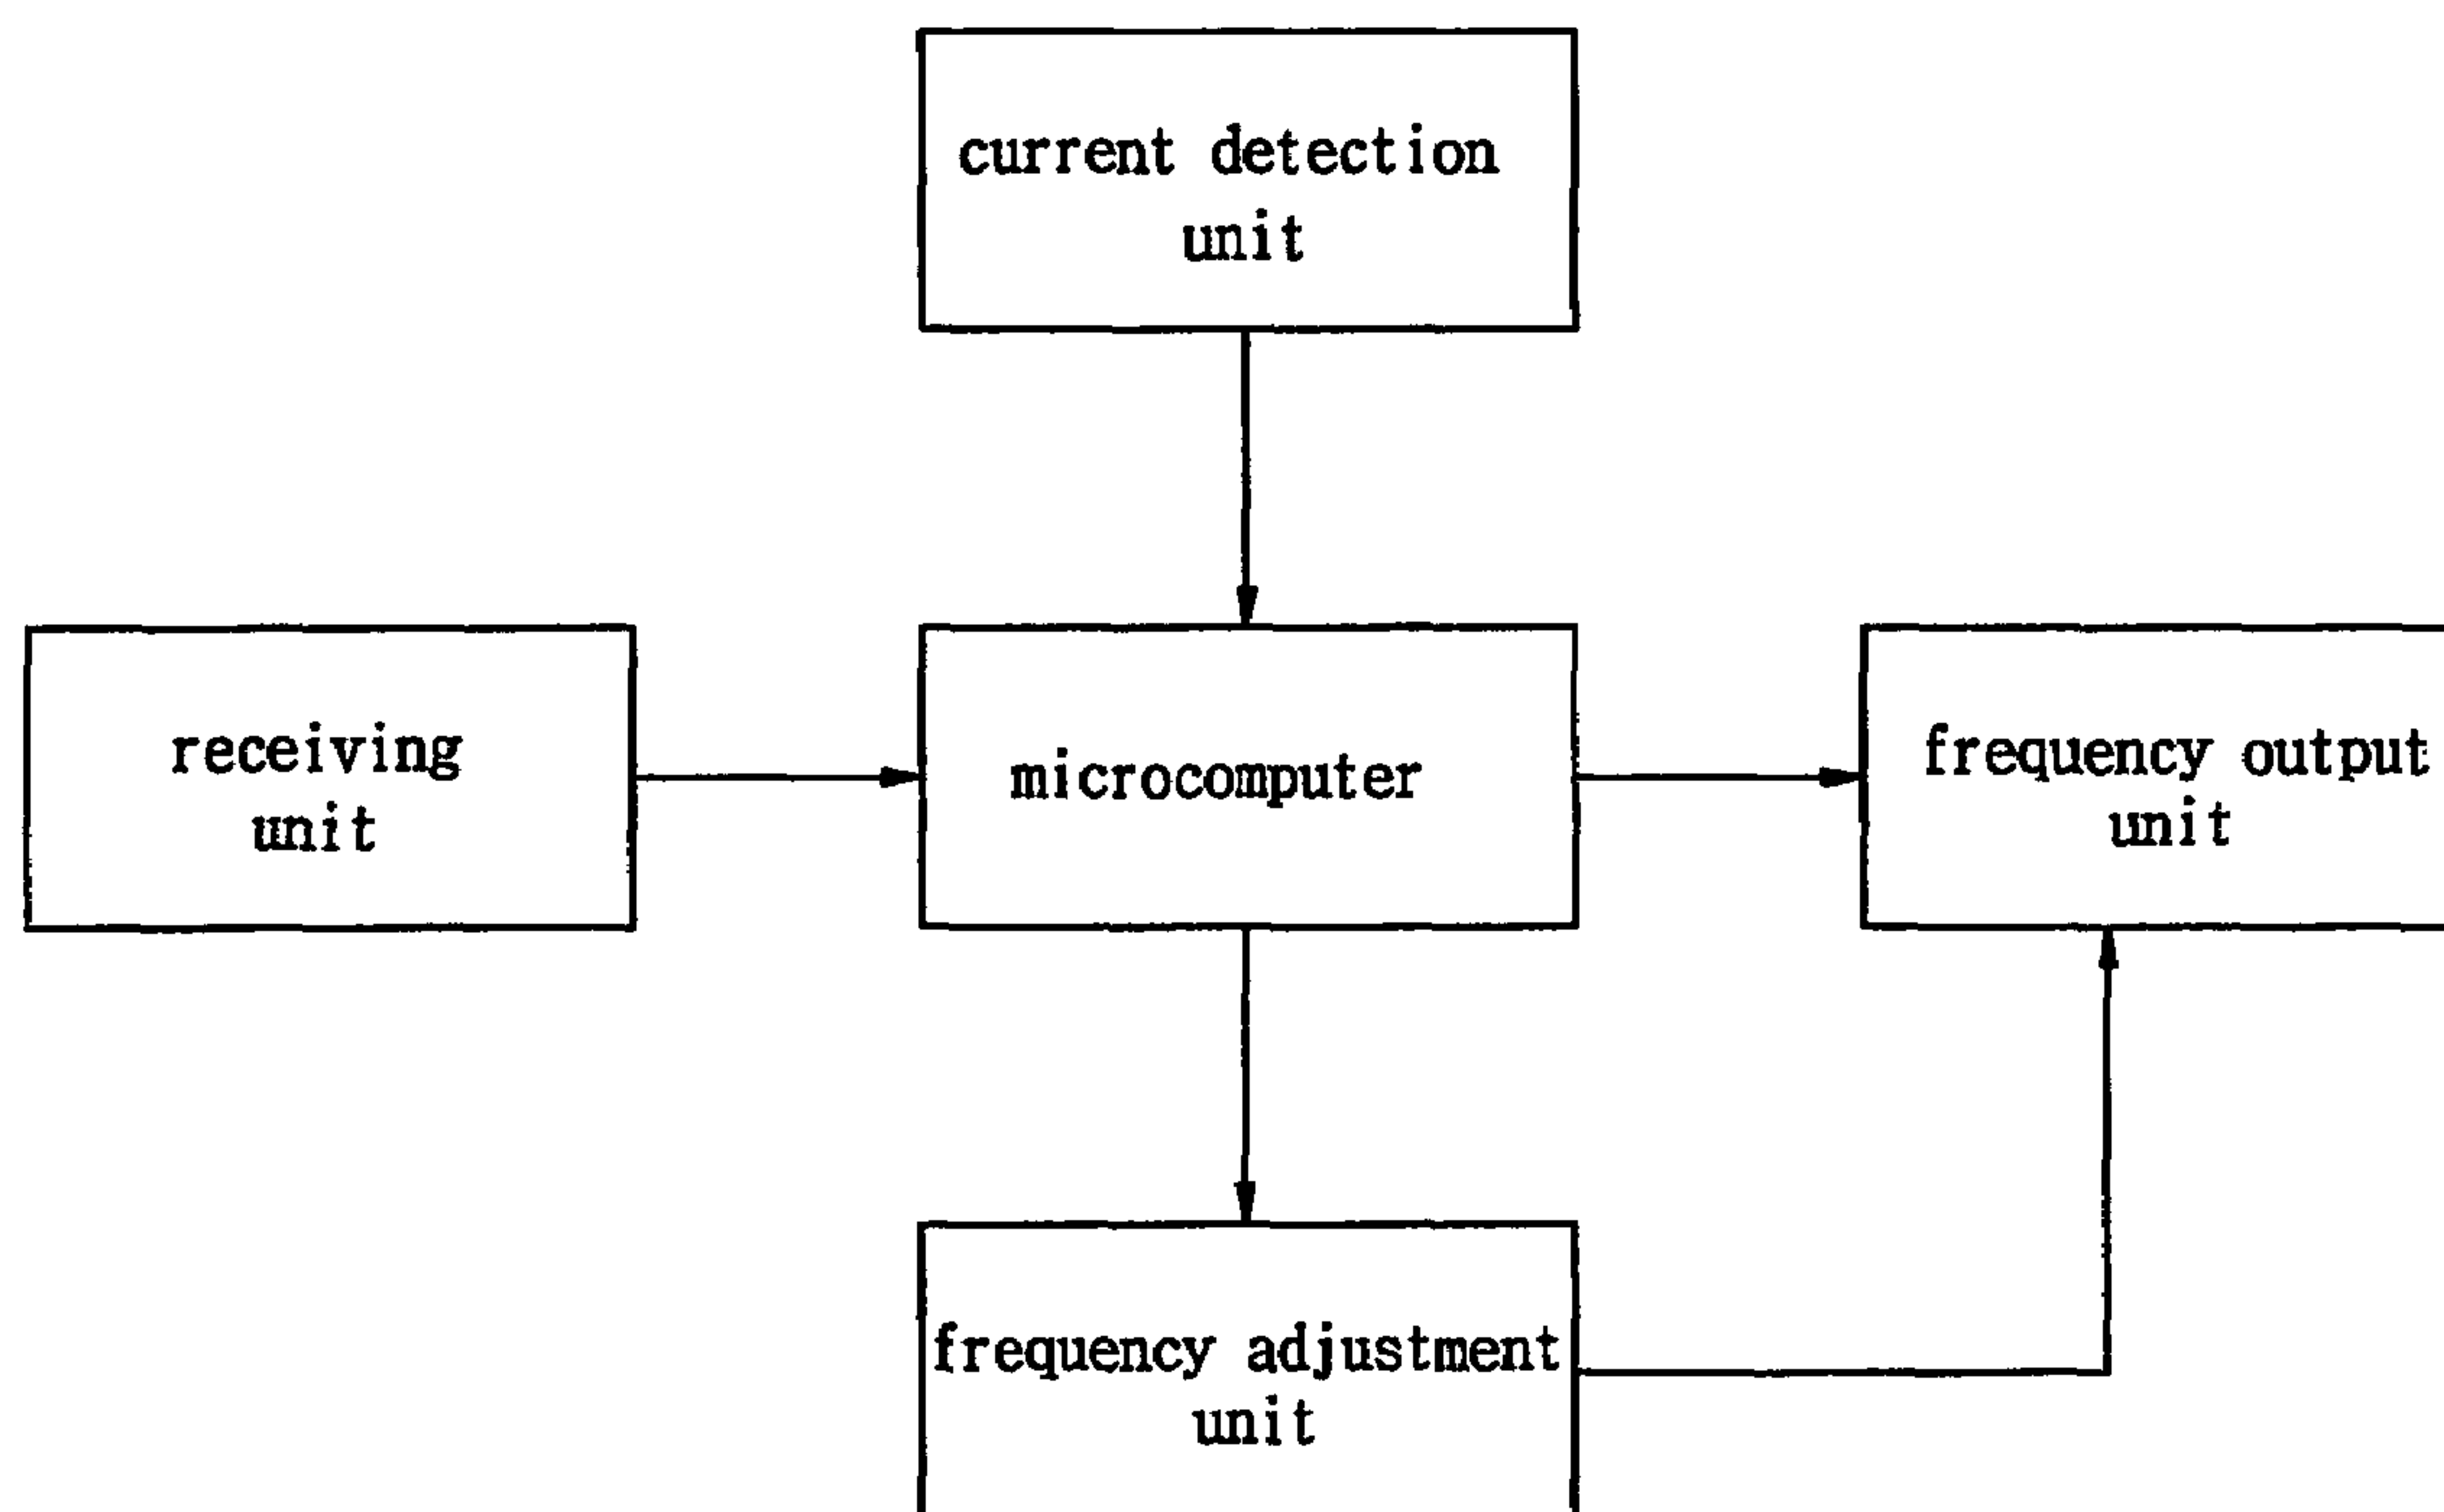 current detection
unit
receiving
unit
microcomputer
frequency output
unit
frequency adjustment
unit